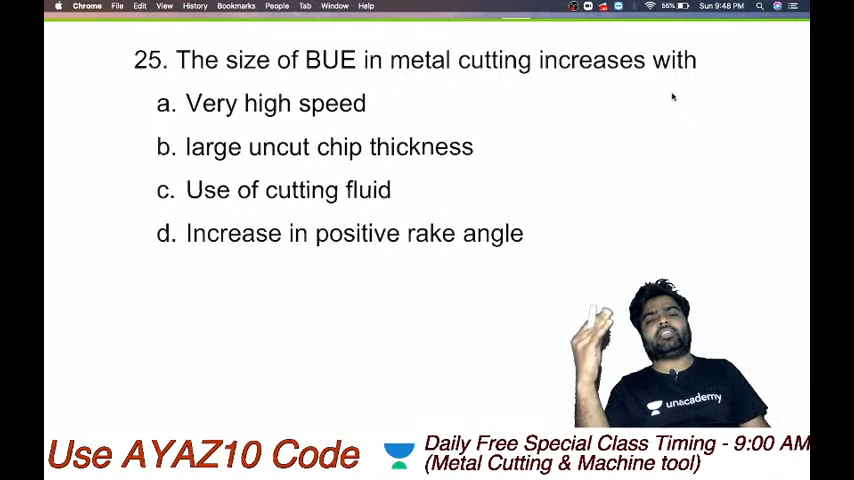 Chrome File Edit View History Bookmarks People Tab Window Help 55% Sun 9:48 PM
25. The size of BUE in metal cutting increases with
a. Very high speed
b. large uncut chip thickness
c. Use of cutting fluid
d. Increase in positive rake angle
unacademy
Use AYAZ10 Code
Daily Free Special Class Timing - 9:00 AM
(Metal Cutting & Machine tool)